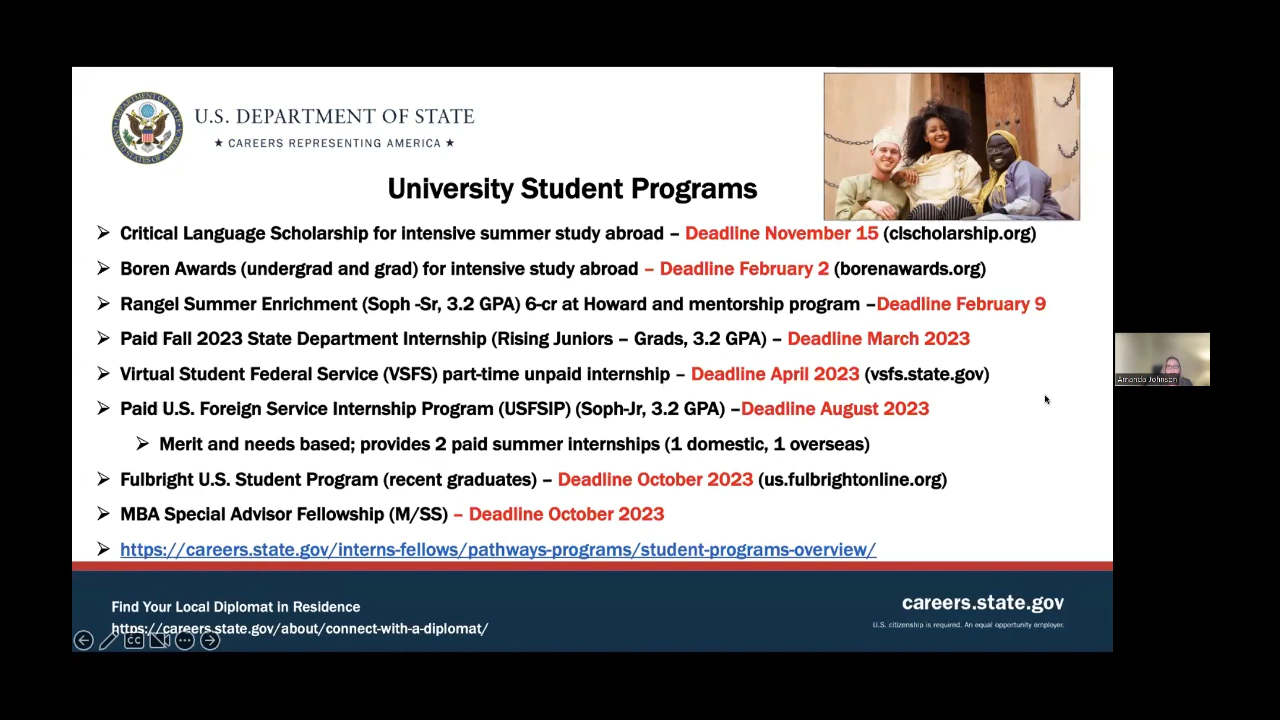 U.S. DEPARTMENT OF STATE
★ CAREERS REPRESENTING AMERICA ★
University Student Programs
➢ Critical Language Scholarship for intensive summer study abroad – Deadline November 15 (clscholarship.org)
➢ Boren Awards (undergrad and grad) for intensive study abroad – Deadline February 2 (borenawards.org)
➢ Rangel Summer Enrichment (Soph -Sr, 3.2 GPA) 6-cr at Howard and mentorship program –Deadline February 9
➢ Paid Fall 2023 State Department Internship (Rising Juniors – Grads, 3.2 GPA) – Deadline March 2023
➢ Virtual Student Federal Service (VSFS) part-time unpaid internship – Deadline April 2023 (vsfs.state.gov)
➢ Paid U.S. Foreign Service Internship Program (USFSIP) (Soph-Jr, 3.2 GPA) –Deadline August 2023
➢ Merit and needs based; provides 2 paid summer internships (1 domestic, 1 overseas)
➢ Fulbright U.S. Student Program (recent graduates) – Deadline October 2023 (us.fulbrightonline.org)
➢ MBA Special Advisor Fellowship (M/SS) – Deadline October 2023
➢ https://careers.state.gov/interns-fellows/pathways-programs/student-programs-overview/
Find Your Local Diplomat in Residence
https://careers.state.gov/about/connect-with-a-diplomat/
CC
careers.state.gov
U.S. citizenship is required. An equal opportunity employer.
Amanda Johnson